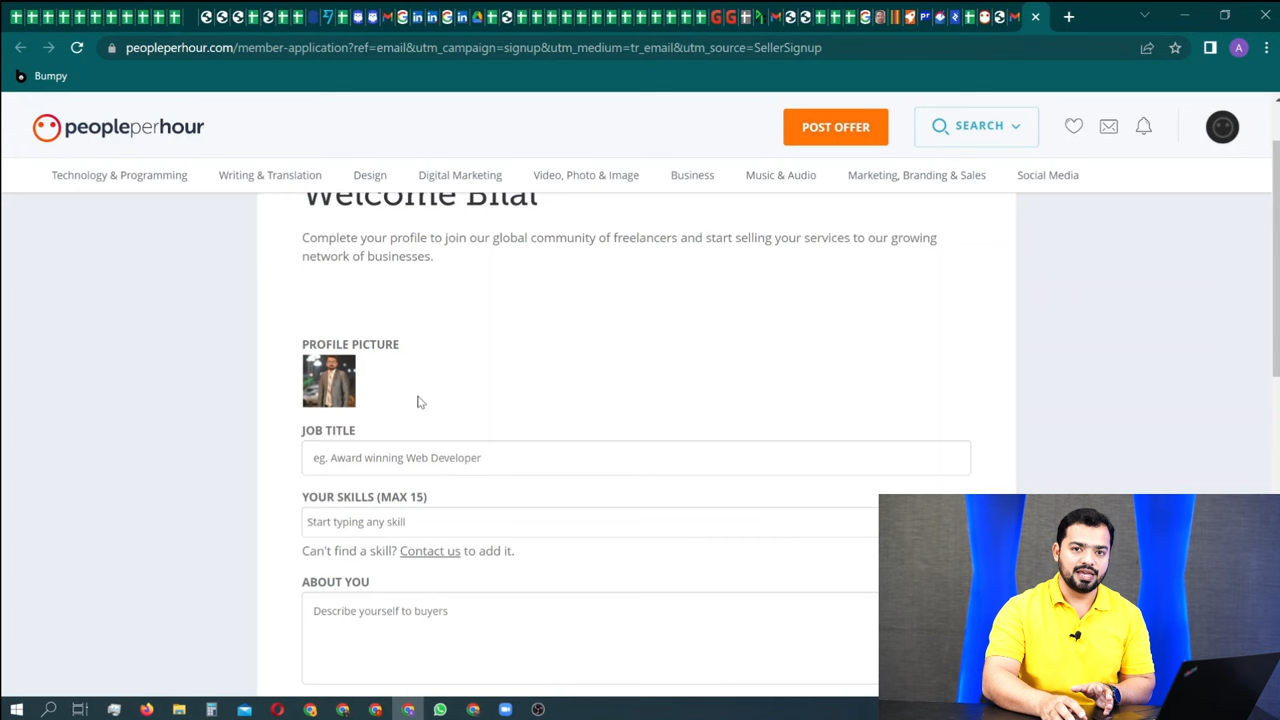 peopleperhour.com/member-application?ref=email&utm_campaign=signup&utm_medium=tr_email&utm_source=SellerSignup
A
Bumpy
peopleperhour
POST OFFER
SEARCH
Technology & Programming
Writing & Translation
Design
Digital Marketing
Video, Photo & Image
Business
Music & Audio
Marketing, Branding & Sales
Social Media
Welcome Bilal
Complete your profile to join our global community of freelancers and start selling your services to our growing
network of businesses.
PROFILE PICTURE
JOB TITLE
eg. Award winning Web Developer
YOUR SKILLS (MAX 15)
Start typing any skill
Can't find a skill? Contact us to add it.
ABOUT YOU
Describe yourself to buyers